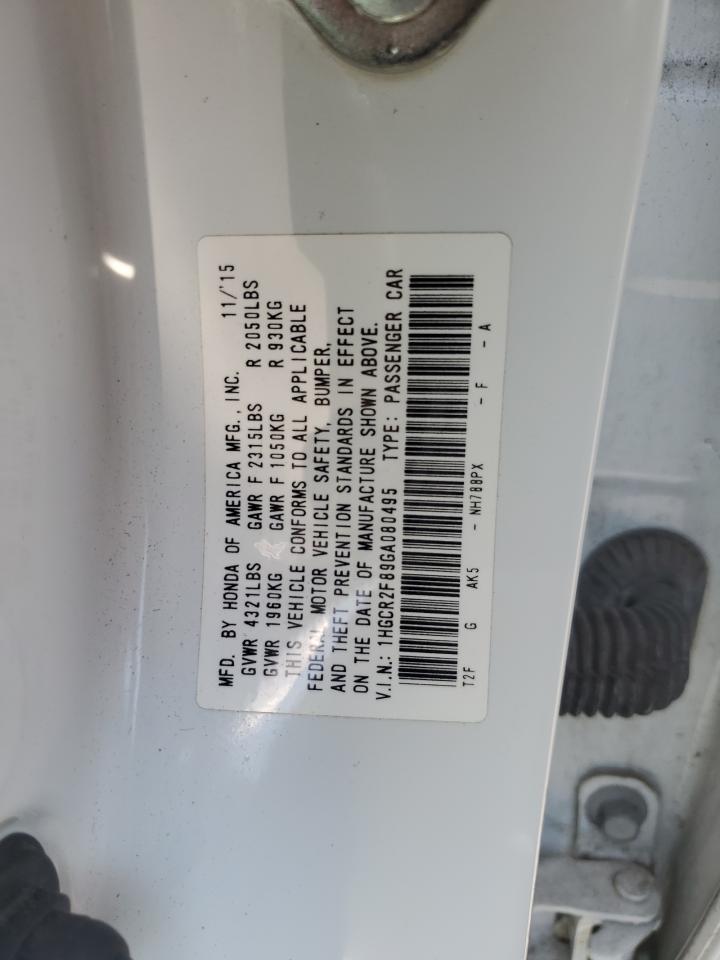 MFD. BY HONDA OF AMERICA MFG., INC. 11/'15
GVWR 4321LBS GAWR F 2315LBS R 2050LBS
GVWR 1960KG GAWR F 1050KG R 930KG
THIS VEHICLE CONFORMS TO ALL APPLICABLE
FEDERAL MOTOR VEHICLE SAFETY, BUMPER,
AND THEFT PREVENTION STANDARDS IN EFFECT
ON THE DATE OF MANUFACTURE SHOWN ABOVE.
V.I.N.: 1HGCR2F89GA080495 TYPE: PASSENGER CAR
T2F G AK5 - NH788PX - F - A